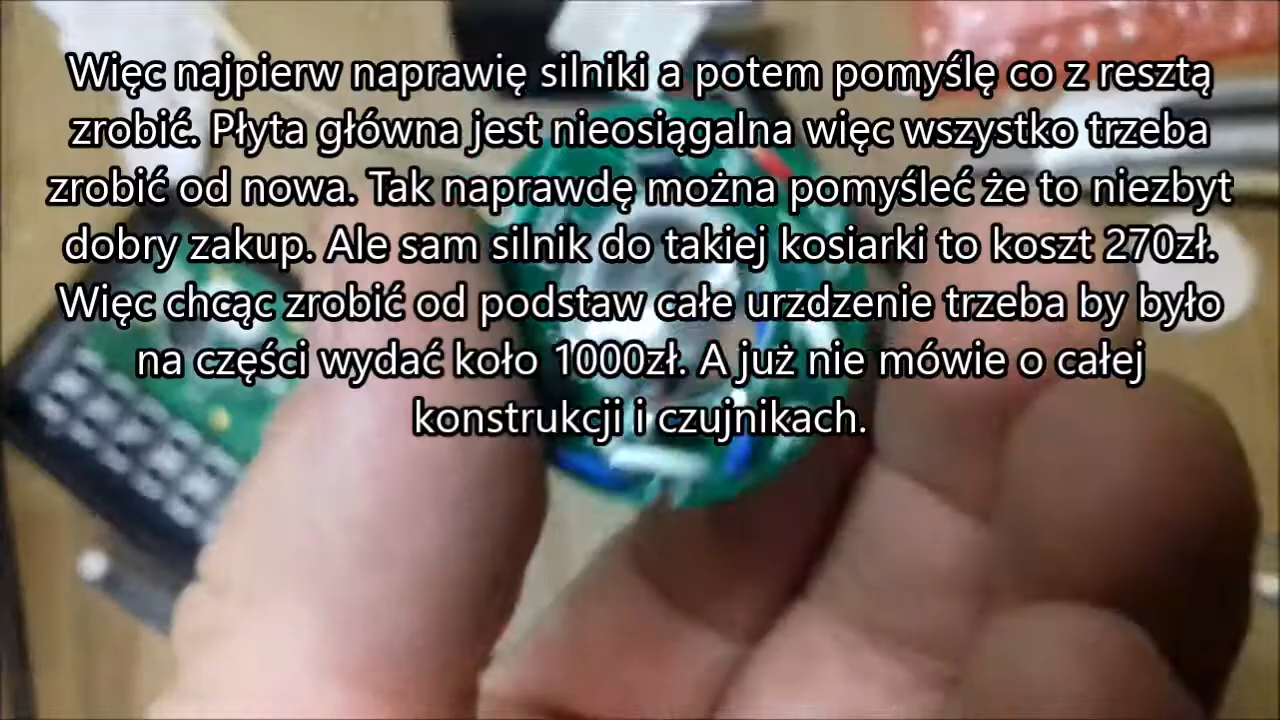 Więc najpierw naprawię silniki a potem pomyślę co z resztą
zrobić. Płyta główna jest nieosiągalna więc wszystko trzeba
zrobić od nowa. Tak naprawdę można pomyśleć że to niezbyt
dobry zakup. Ale sam silnik do takiej kosiarki to koszt 270zł.
Więc chcąc zrobić od podstaw całe urzdzenie trzeba by było
na części wydać koło 1000zł. A już nie mówie o całej
konstrukcji i czujnikach.